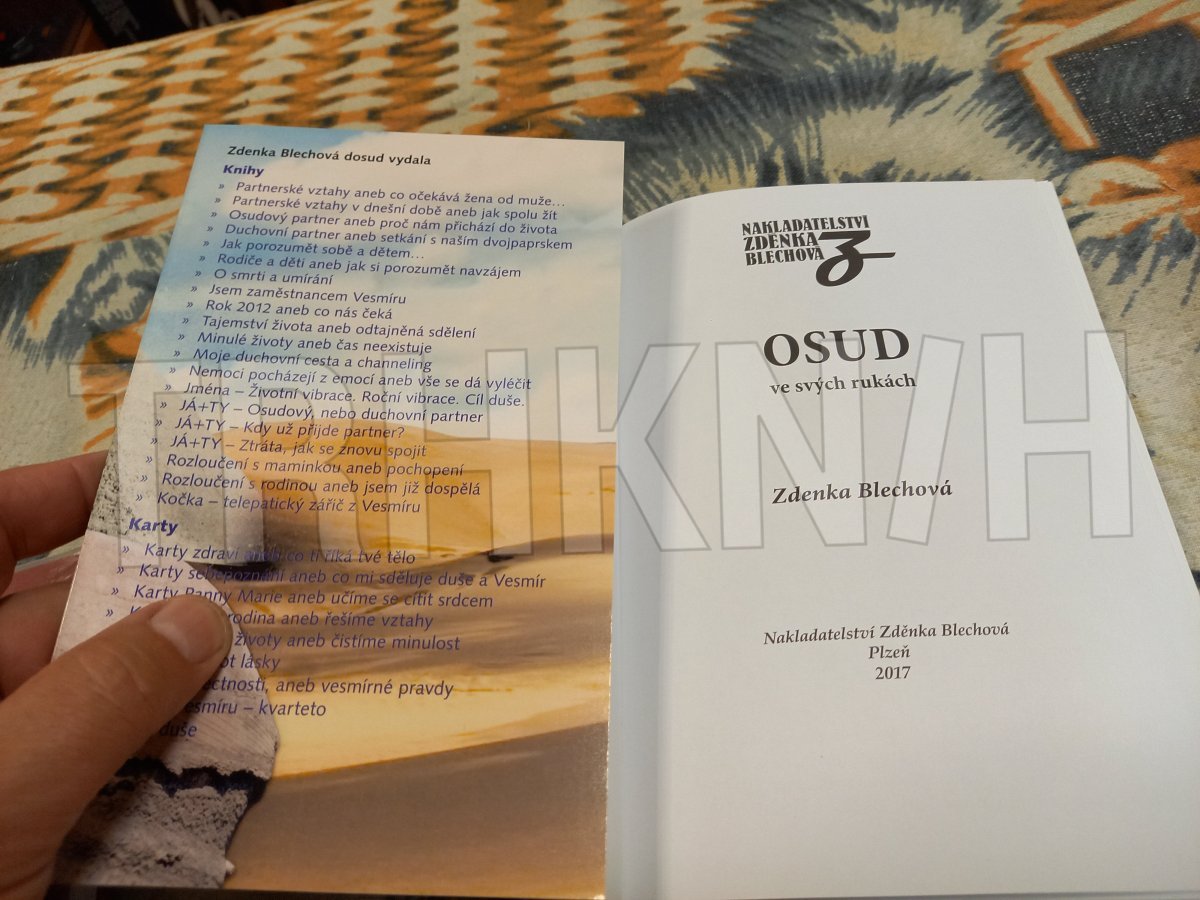 Zdenka Blechová dosud vydala
Knihy
» Partnerské vztahy aneb co očekává žena od muže…
» Partnerské vztahy v dnešní době aneb jak spolu žít
» Osudový partner aneb proč nám přichází do života
» Duchovní partner aneb setkání s naším dvojpaprskem
» Jak porozumět sobě a dětem…
» Rodiče a děti aneb jak si porozumět navzájem
» O smrti a umírání
» Jsem zaměstnancem Vesmíru
» Rok 2012 aneb co nás čeká
» Tajemství života aneb odtajněná sdělení
» Minulé životy aneb čas neexistuje
» Moje duchovní cesta a channeling
» Nemoci pocházejí z emocí aneb vše se dá vyléčit
» Jména – Životní vibrace. Roční vibrace. Cíl duše.
» JÁ+TY – Osudový, nebo duchovní partner
» JÁ+TY – Kdy už přijde partner?
» JÁ+TY – Ztráta, jak se znovu spojit
» Rozloučení s maminkou aneb pochopení
» Rozloučení s rodinou aneb jsem již dospělá
» Kočka – telepatický zářič z Vesmíru
Karty
» Karty zdraví aneb co ti říká tvé tělo
» Karty sebepoznání aneb co mi sděluje duše a Vesmír
» Karty Panny Marie aneb učíme se cítit srdcem
» rodina aneb řešíme vztahy
životy aneb čistíme minulost
lásky
aneb vesmírné pravdy
– kvarteto
duše
NAKLADATELSTVÍ
ZDĚNKA
BLECHOVÁ
OSUD
ve svých rukách
Zdenka Blechová
Nakladatelství Zděnka Blechová
Plzeň
2017
TRHKNIH